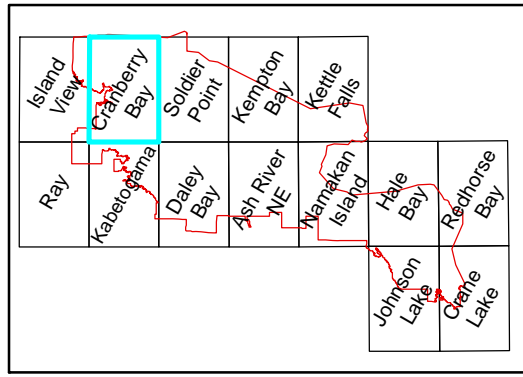 Island
View
Cranberry
Bay
Soldier
Point
Kempton
Bay
Kettle
Falls
Ray
Kabetogama
Daley
Bay
Ash River
NE
Namakan
Island
Hale
Bay
Redhorse
Bay
Johnson
Lake
Crane
Lake